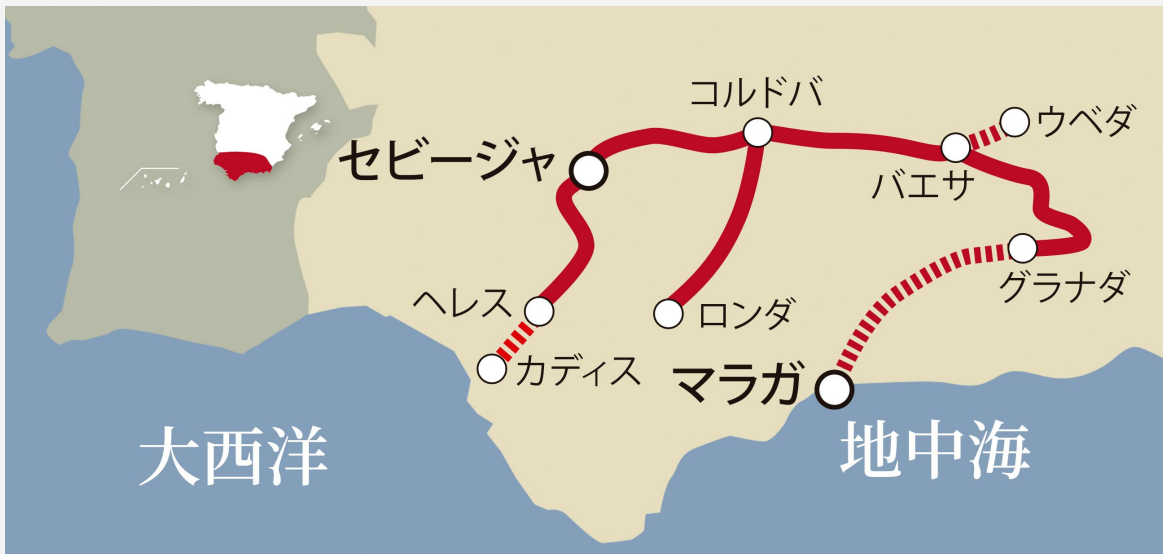 コルドバ
ウベダ
セビージャ
バエサ
グラナダ
ヘレス
ロンダ
カディス
マラガ
大西洋
地中海